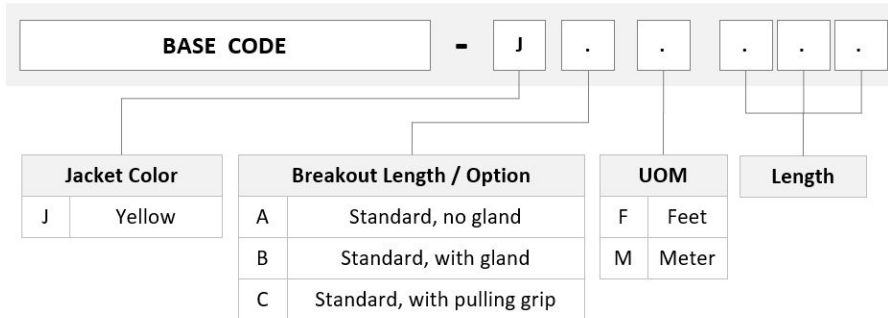 BASE CODE - J . . . . .
Jacket Color
J Yellow
Breakout Length / Option
A Standard, no gland
B Standard, with gland
C Standard, with pulling grip
UOM
F Feet
M Meter
Length